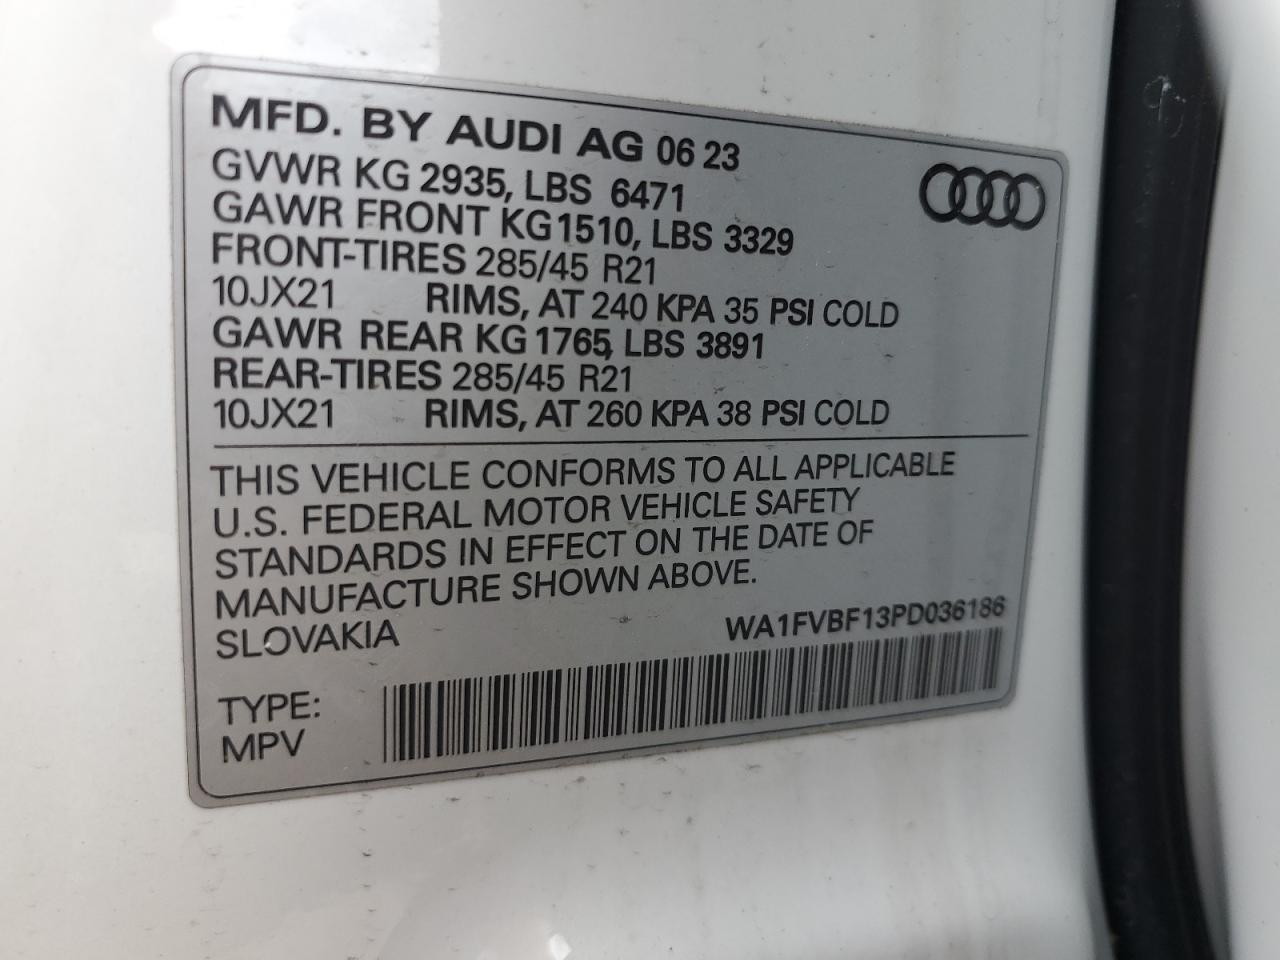 MFD. BY AUDI AG 06 23
GVWR KG 2935, LBS 6471
GAWR FRONT KG 1510, LBS 3329
FRONT-TIRES 285/45 R21
10JX21 RIMS, AT 240 KPA 35 PSI COLD
GAWR REAR KG 1765, LBS 3891
REAR-TIRES 285/45 R21
10JX21 RIMS, AT 260 KPA 38 PSI COLD
THIS VEHICLE CONFORMS TO ALL APPLICABLE
U.S. FEDERAL MOTOR VEHICLE SAFETY
STANDARDS IN EFFECT ON THE DATE OF
MANUFACTURE SHOWN ABOVE.
SLOVAKIA WA1FVBF13PD036186
TYPE:
MPV